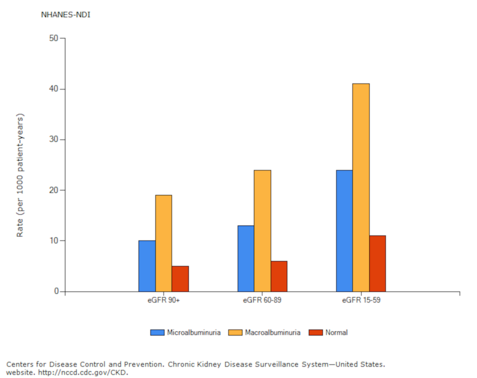 NHANES-NDI
50
40
30
20
10
0
Rate (per 1000 patient-years)
eGFR 90+ eGFR 60-89 eGFR 15-59
Microalbuminuria Macroalbuminuria Normal
Centers for Disease Control and Prevention. Chronic Kidney Disease Surveillance System—United States.
website. http://nccd.cdc.gov/CKD.